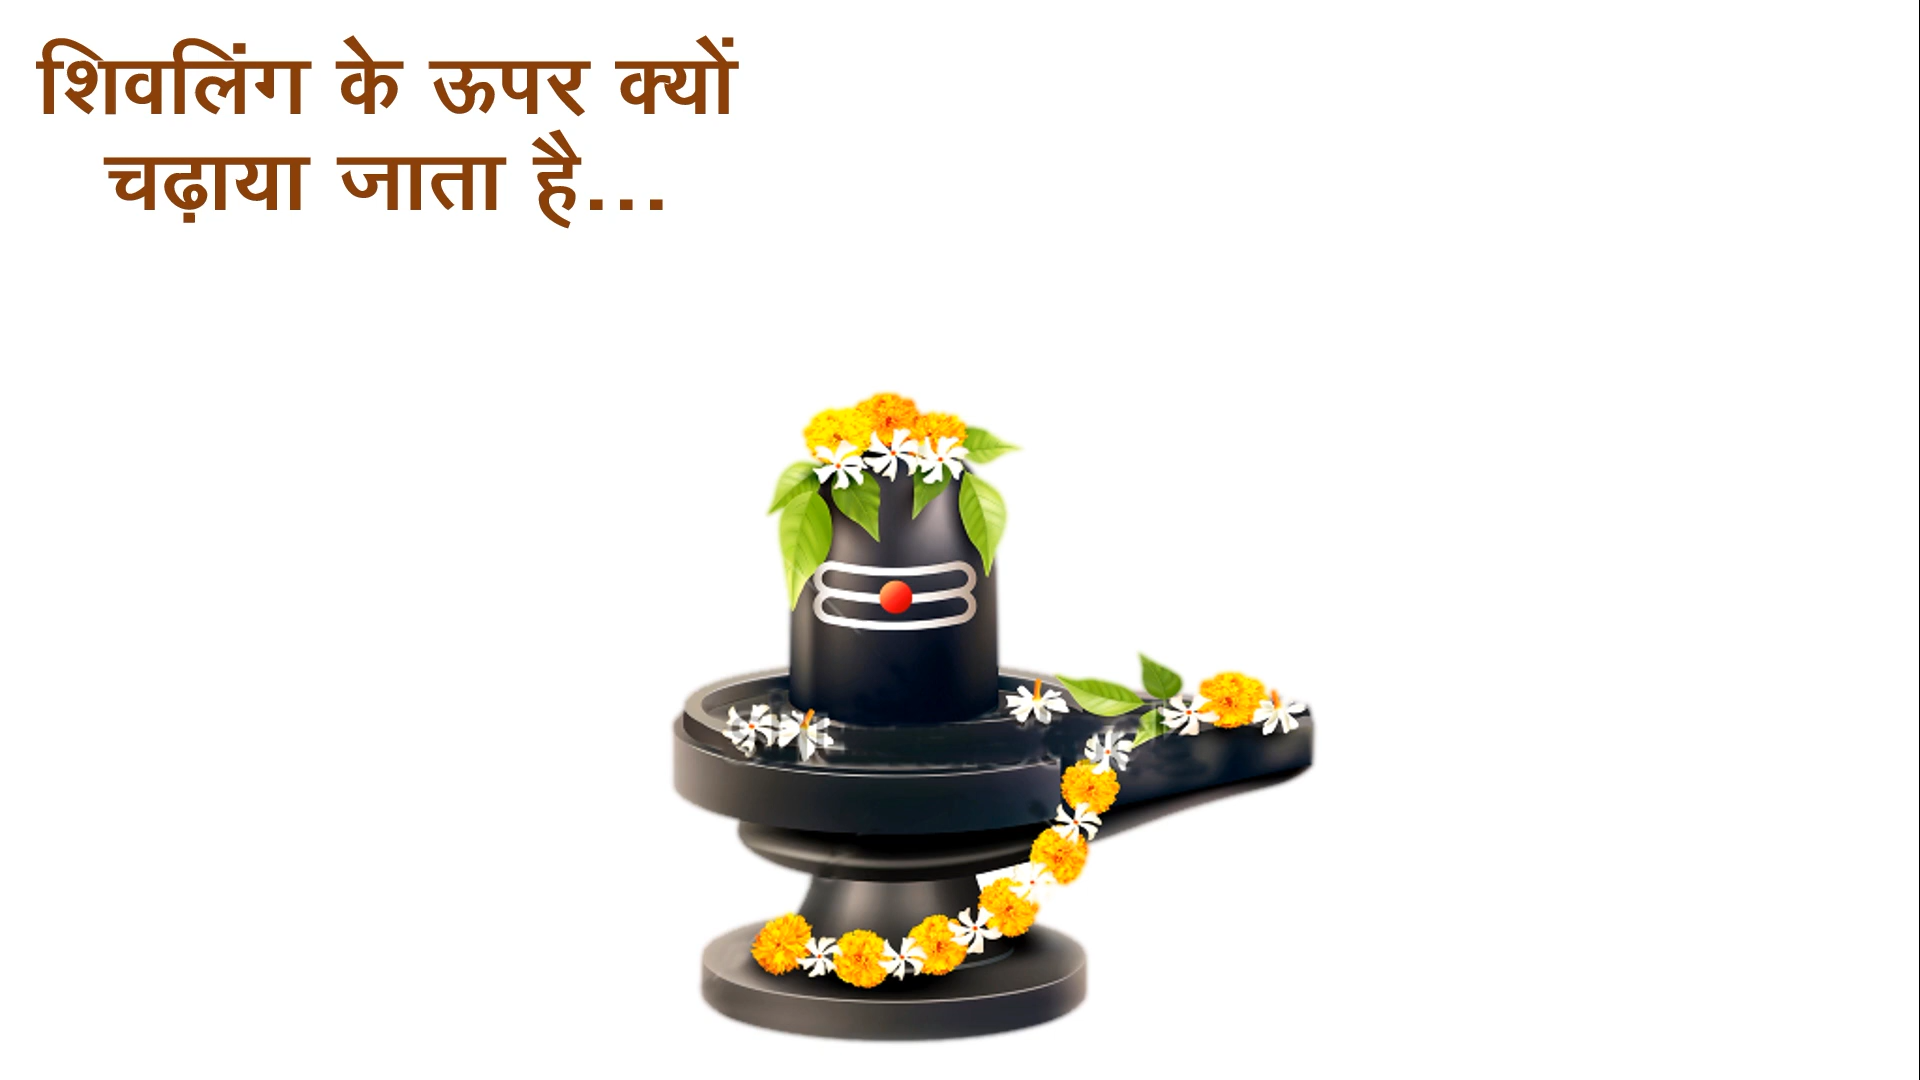 शिवलिंग के ऊपर क्यों
चढ़ाया जाता है...